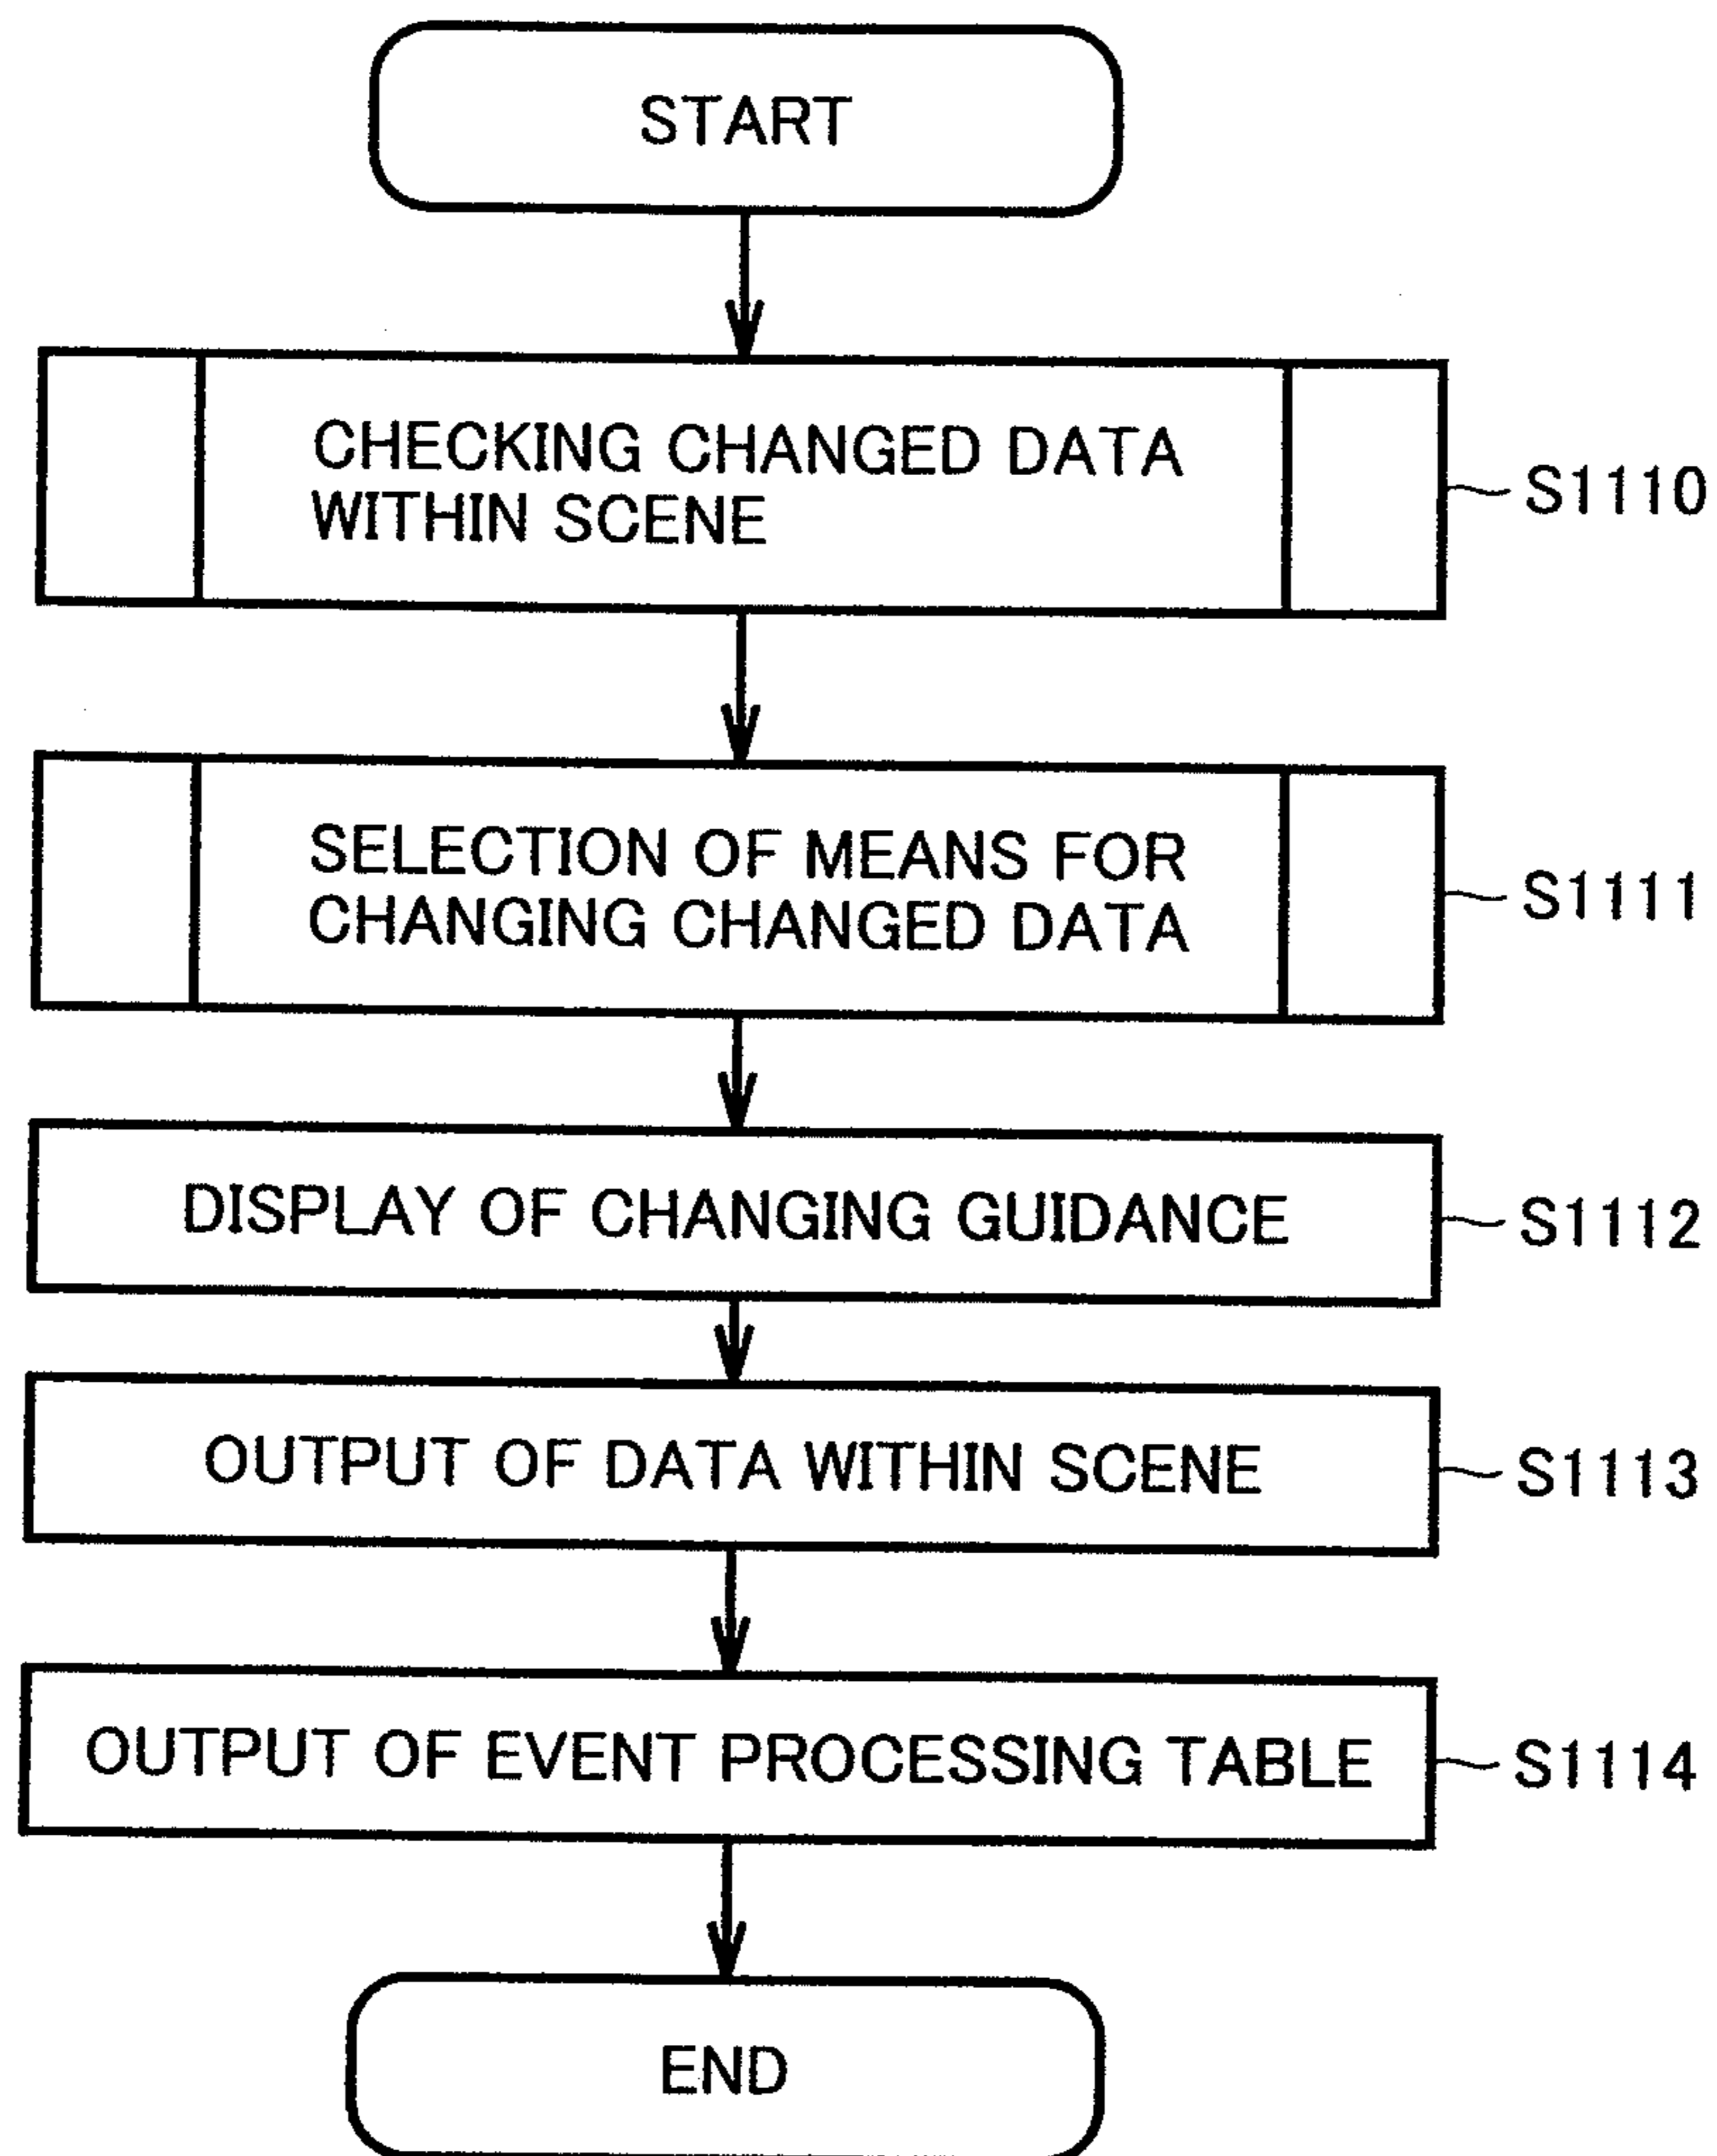 START
CHECKING CHANGED DATA
WITHIN SCENE
S1110
SELECTION OF MEANS FOR
CHANGING CHANGED DATA
S1111
DISPLAY OF CHANGING GUIDANCE
S1112
OUTPUT OF DATA WITHIN SCENE
S1113
OUTPUT OF EVENT PROCESSING TABLE
S1114
END